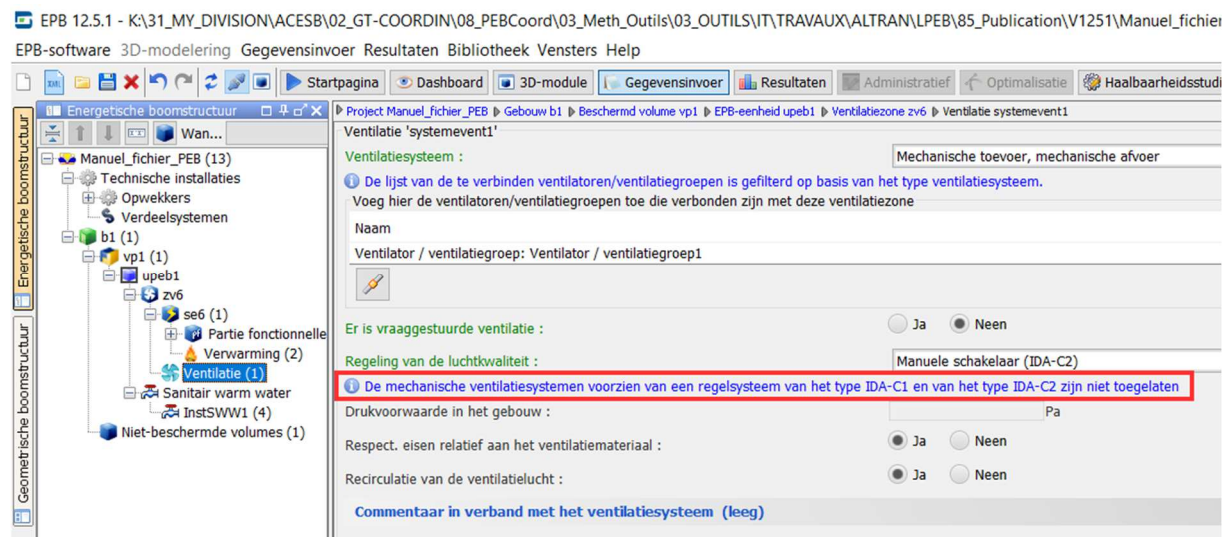 EPB 12.5.1 - K:\31_MY_DIVISION\ACESB\02_GT-COORDIN\08_PEBCoord\03_Meth_Outils\03_OUTILS\IT\TRAVAUX\ALTRAN\LPEB\85_Publication\V1251\Manuel_fichier
EPB-software 3D-modelering Gegevensinvoer Resultaten Bibliotheek Vensters Help
Startpagina Dashboard 3D-module Gegevensinvoer Resultaten Administratief Optimalisatie Haalbaarheidsstudi
Energetische boomstructuur
Geometrische boomstructuur
Energetische boomstructuur
Wan...
Manuel_fichier_PEB (13)
Technische installaties
Opwekkers
Verdeelsystemen
b1 (1)
vp1 (1)
upeb1
zv6
se6 (1)
Partie fonctionnelle
Verwarming (2)
Ventilatie (1)
Sanitair warm water
InstSWW1 (4)
Niet-beschermde volumes (1)
Project Manuel_fichier_PEB Gebouw b1 Beschermd volume vp1 EPB-eenheid upeb1 Ventilatiezone zv6 Ventilatie systemevent1
Ventilatie 'systemevent1'
Ventilatiesysteem : Mechanische toevoer, mechanische afvoer
De lijst van de te verbinden ventilatoren/ventilatiegroepen is gefilterd op basis van het type ventilatiesysteem.
Voeg hier de ventilatoren/ventilatiegroepen toe die verbonden zijn met deze ventilatiezone
Naam
Ventilator / ventilatiegroep: Ventilator / ventilatiegroep1
Er is vraaggestuurde ventilatie : Ja Neen
Regeling van de luchtkwaliteit : Manuele schakelaar (IDA-C2)
De mechanische ventilatiesystemen voorzien van een regelsysteem van het type IDA-C1 en van het type IDA-C2 zijn niet toegelaten
Drukvoorwaarde in het gebouw : Pa
Respect. eisen relatief aan het ventilatiemateriaal : Ja Neen
Recirculatie van de ventilatielucht : Ja Neen
Commentaar in verband met het ventilatiesysteem (leeg)